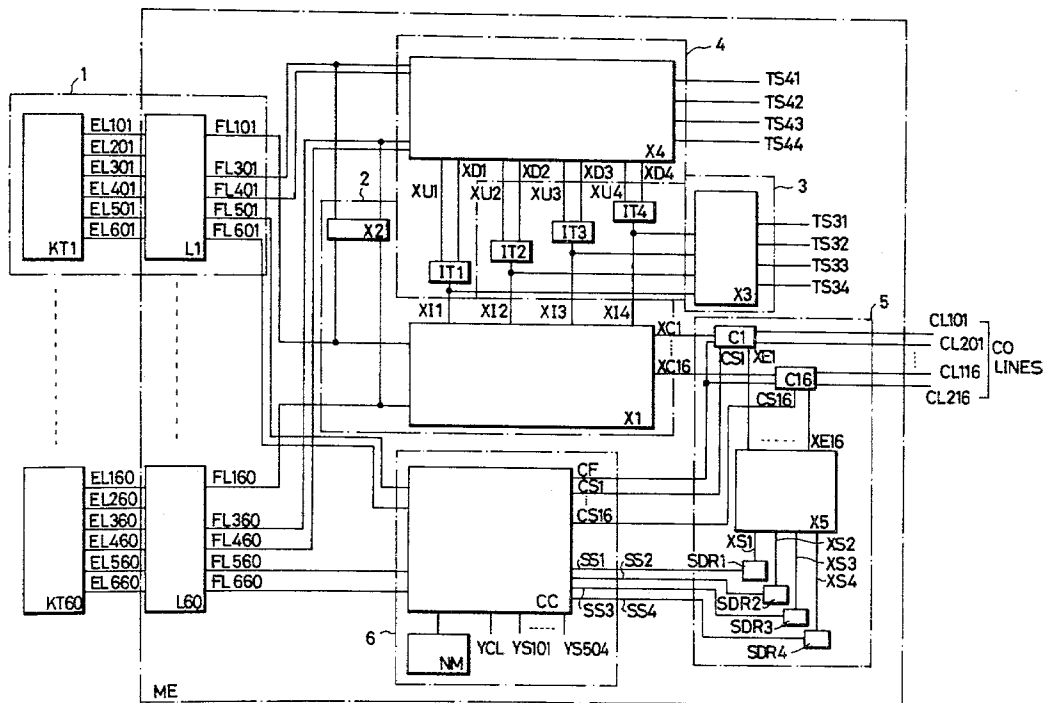 4
1
TS41
TS42
TS43
TS44
X4
EL101
EL201
EL301
EL401
EL501
EL601
KT1
FL101
FL301
FL401
FL501
FL601
L1
2
XU1
XD1
XU2
XD2
XU3
XD3
XU4
XD4
3
X2
IT1
IT2
IT3
IT4
TS31
TS32
TS33
TS34
X3
XI1
XI2
XI3
XI4
5
XC1
C1
CL101
CL201
CS1
XE1
XC16
C16
CL116
CL216
CO
LINES
CS16
X1
XE16
EL160
EL260
EL360
EL460
EL560
EL660
KT60
FL160
FL360
FL460
FL560
FL660
L60
CF
CS1
CS16
X5
XS1
XS2
XS3
XS4
SS1
SS2
SS3
SS4
SDR1
SDR2
SDR3
SDR4
CC
6
NM
YCL
YS101
YS504
ME